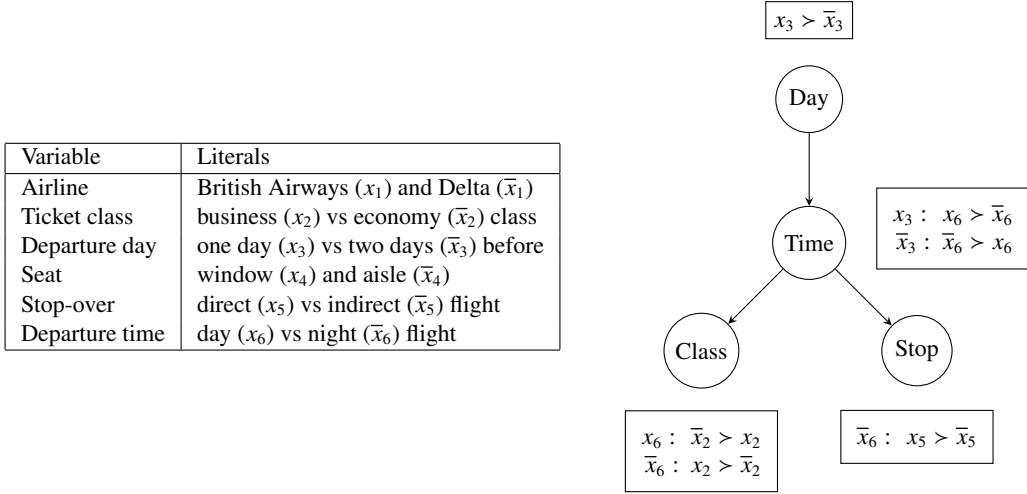 Variable Literals
Airline British Airways (x₁) and Delta (x̅₁)
Ticket class business (x₂) vs economy (x̅₂) class
Departure day one day (x₃) vs two days (x̅₃) before
Seat window (x₄) and aisle (x̅₄)
Stop-over direct (x₅) vs indirect (x̅₅) flight
Departure time day (x₆) vs night (x̅₆) flight
x₃ ≻ x̅₃
Day
x₃ : x₆ ≻ x̅₆
x̅₃ : x̅₆ ≻ x₆
Time
Class
Stop
x₆ : x̅₂ ≻ x₂
x̅₆ : x₂ ≻ x̅₂
x̅₆ : x₅ ≻ x̅₅